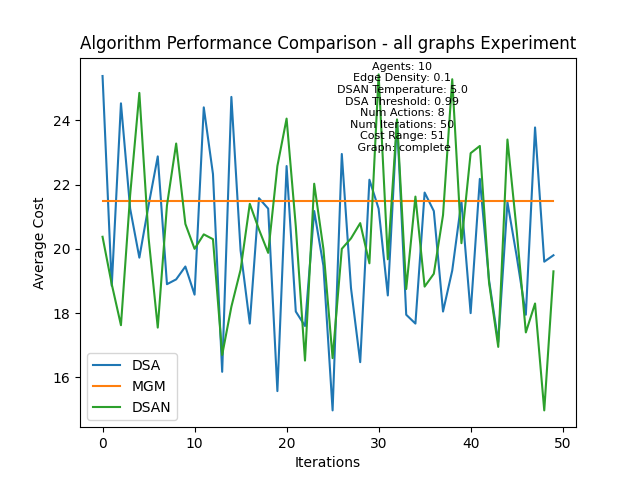 Algorithm Performance Comparison - all graphs Experiment
Agents: 10
Edge Density: 0.1
DSAN Temperature: 5.0
DSA Threshold: 0.99
Num Actions: 8
Num Iterations: 50
Cost Range: 51
Graph: complete
Average Cost
24
22
20
18
16
DSA
MGM
DSAN
0 10 20 30 40 50
Iterations